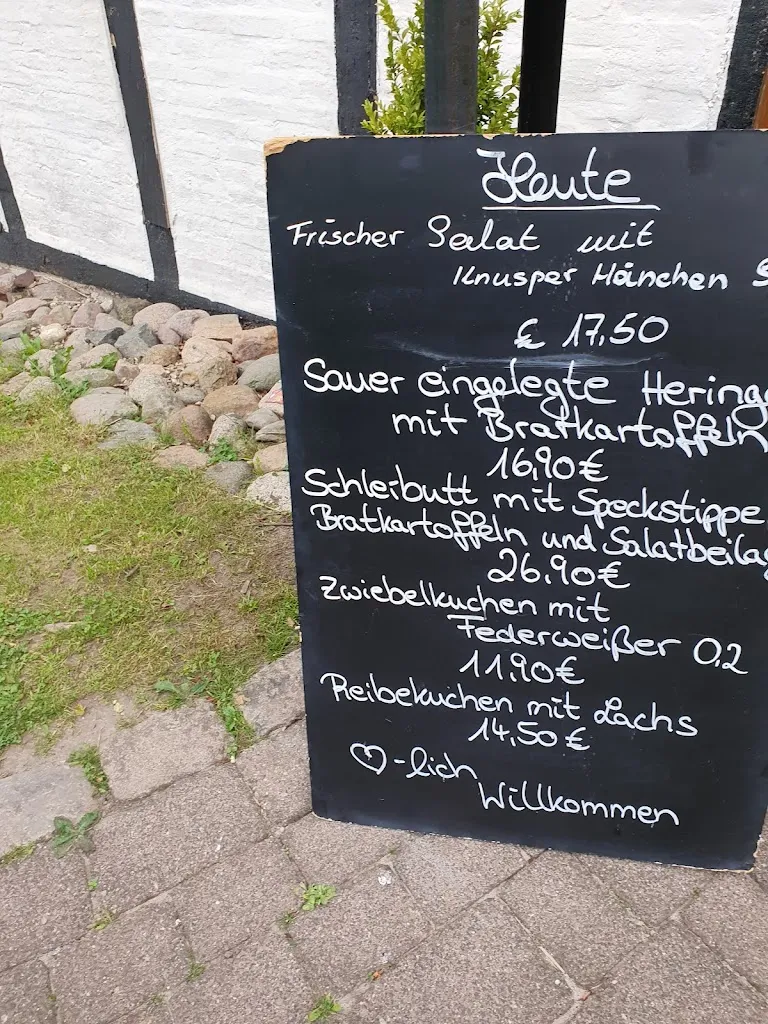 Heute
Frischer Salat mit
Knusper Hänchen S
€ 17,50
Sauer eingelegte Hering
mit Bratkartoffeln
16,90€
Schleibutt mit Speckstippe
Bratkartoffeln und Salatbeilag
26,90€
Zwiebelkuchen mit
Federweißer 0,2
11,90€
Reibekuchen mit Lachs
14,50€
♡-lich
Willkommen